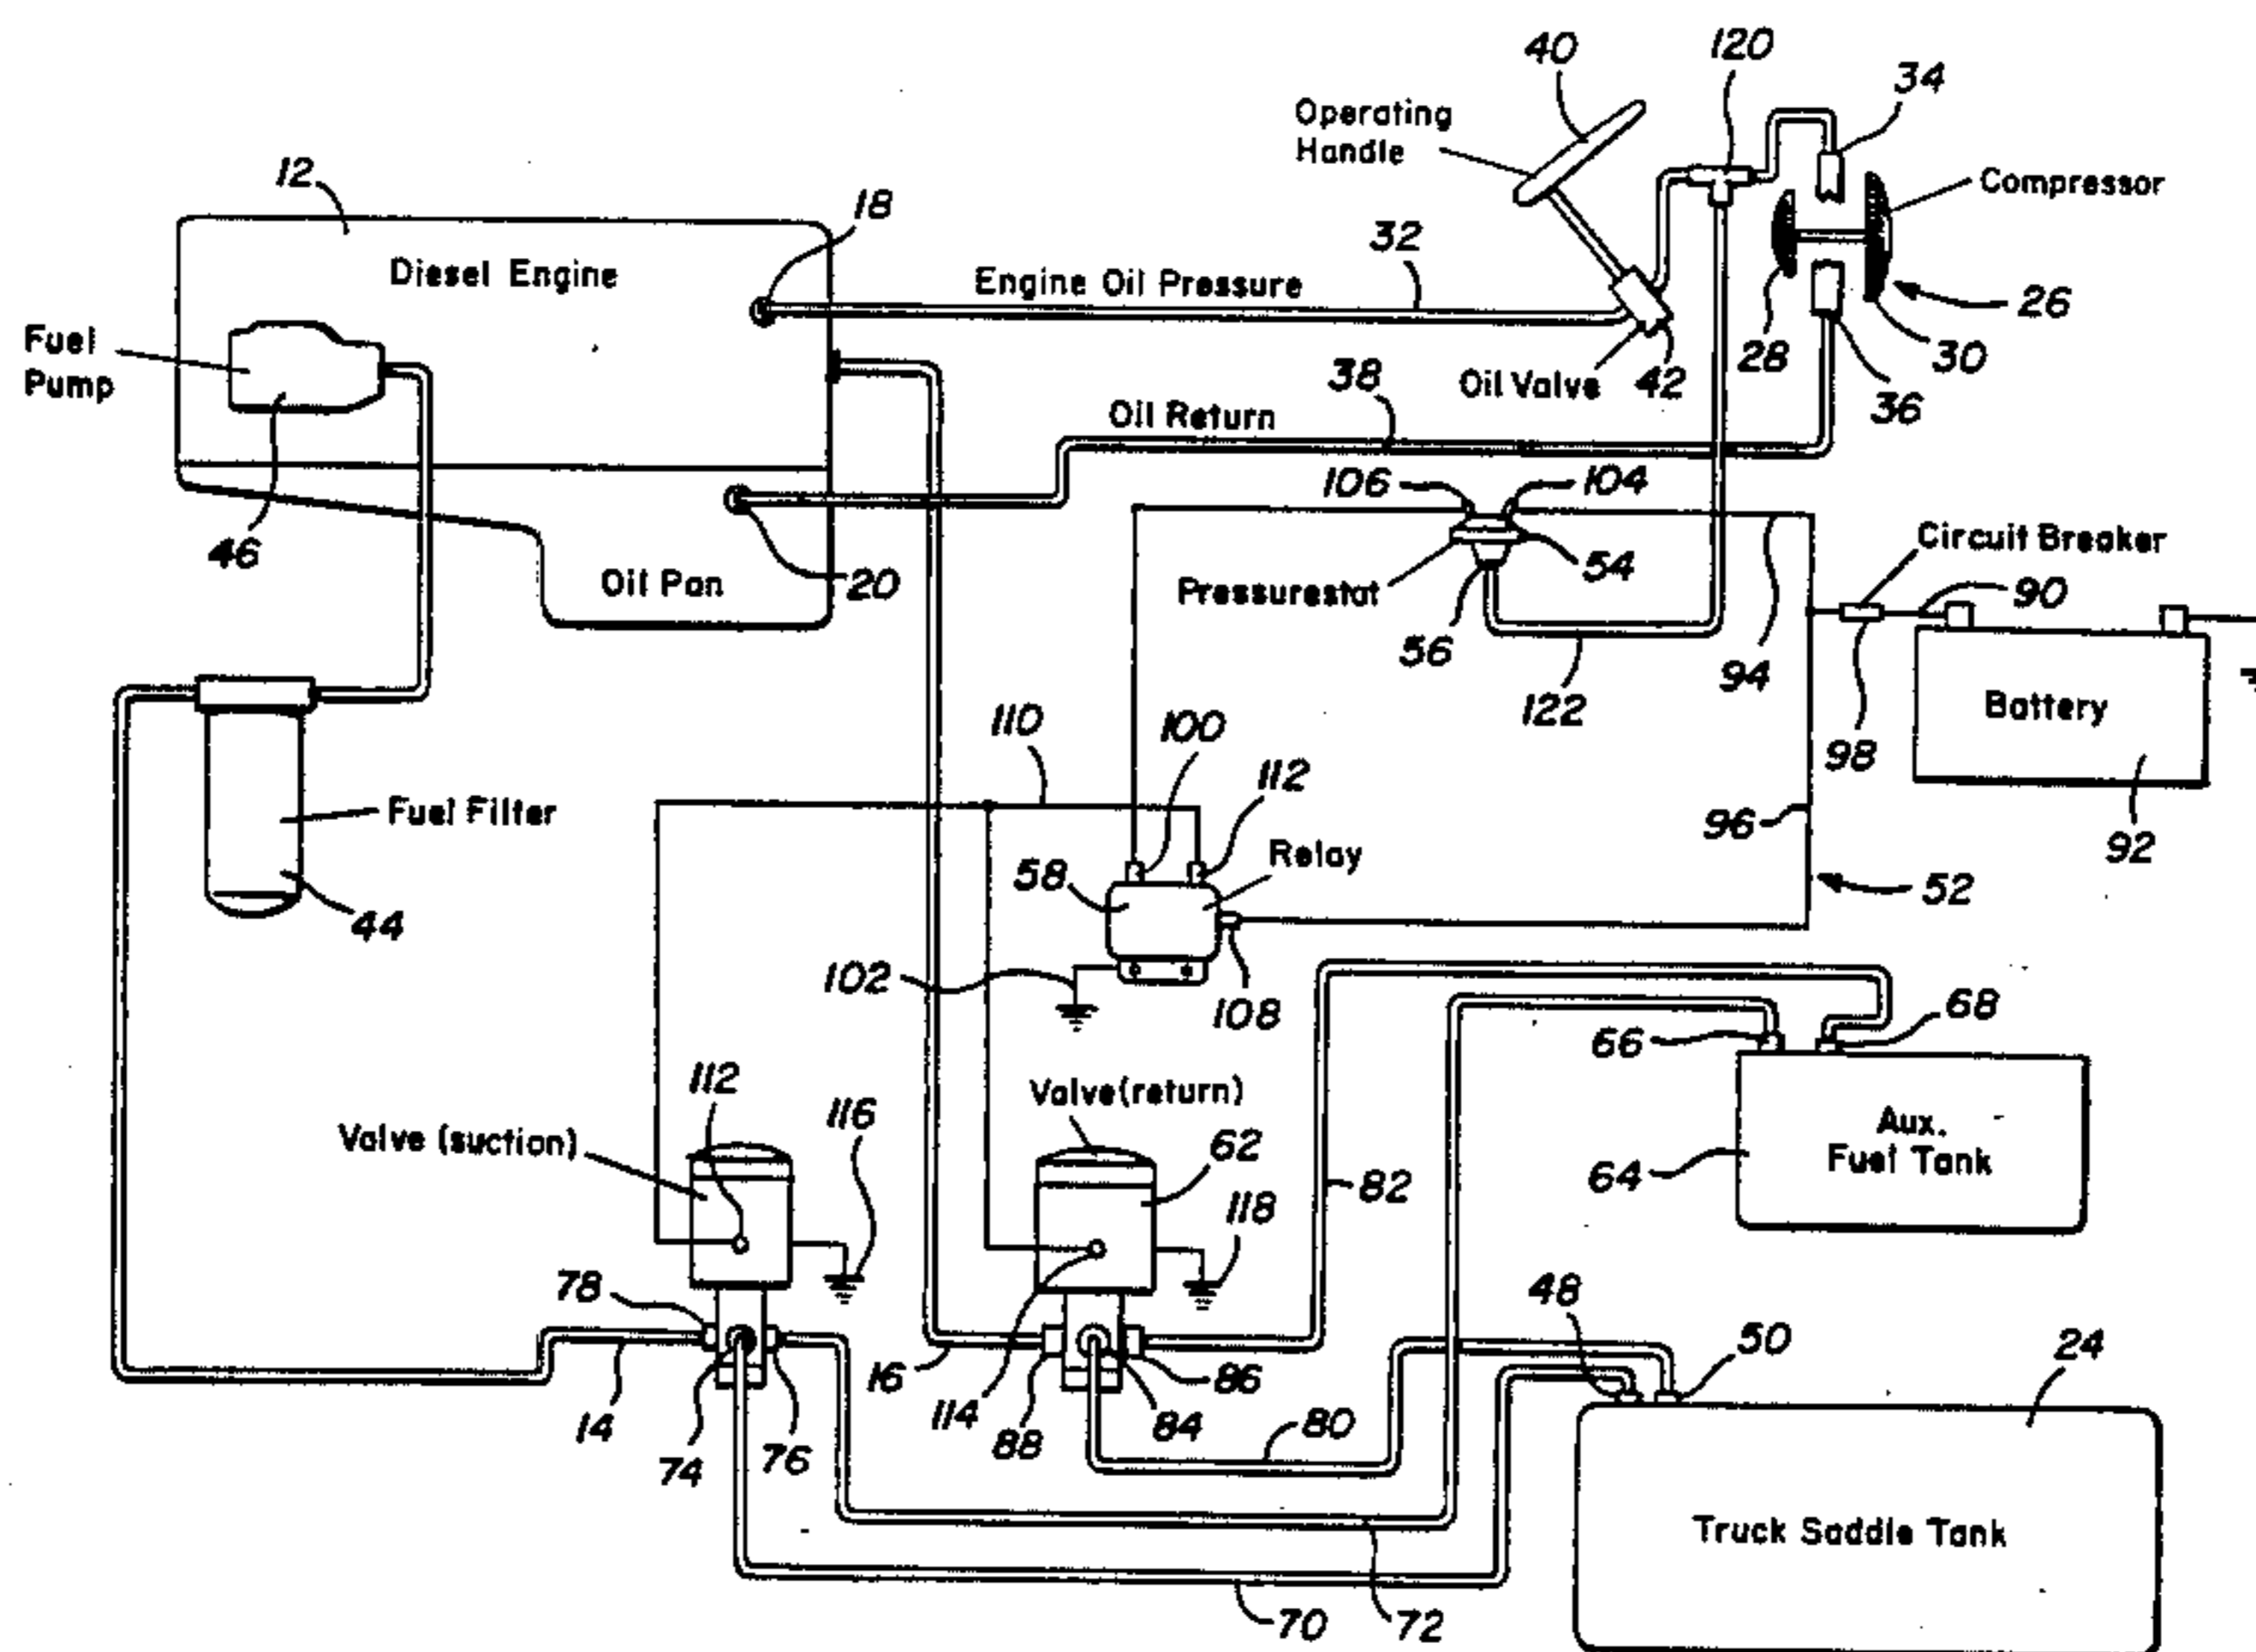 40
120
34
Operating
Handle
Compressor
12
18
32
Diesel Engine
Engine Oil Pressure
26
Fuel
Pump
28
30
38
Oil Valve
42
36
Oil Return
106
104
Circuit Breaker
46
54
20
Oil Pan
Pressurestat
90
56
94
122
110
100
98
Battery
112
Fuel Filter
96
92
Relay
58
52
44
102
108
68
66
112
116
Valve (return)
Aux.
Fuel Tank
Valve (suction)
62
64
82
118
78
48
50
24
16
86
114
14
88
84
80
74
76
Truck Saddle Tank
70
72